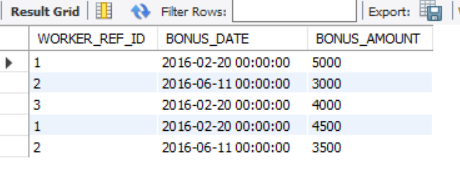 Result Grid Filter Rows: Export:
WORKER_REF_ID BONUS_DATE BONUS_AMOUNT
1 2016-02-20 00:00:00 5000
2 2016-06-11 00:00:00 3000
3 2016-02-20 00:00:00 4000
1 2016-02-20 00:00:00 4500
2 2016-06-11 00:00:00 3500